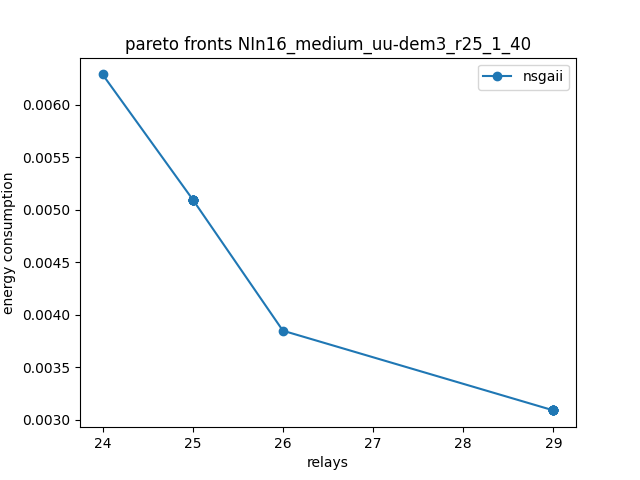 pareto fronts NIn16_medium_uu-dem3_r25_1_40
nsgaii
energy consumption
0.0060
0.0055
0.0050
0.0045
0.0040
0.0035
0.0030
24 25 26 27 28 29
relays